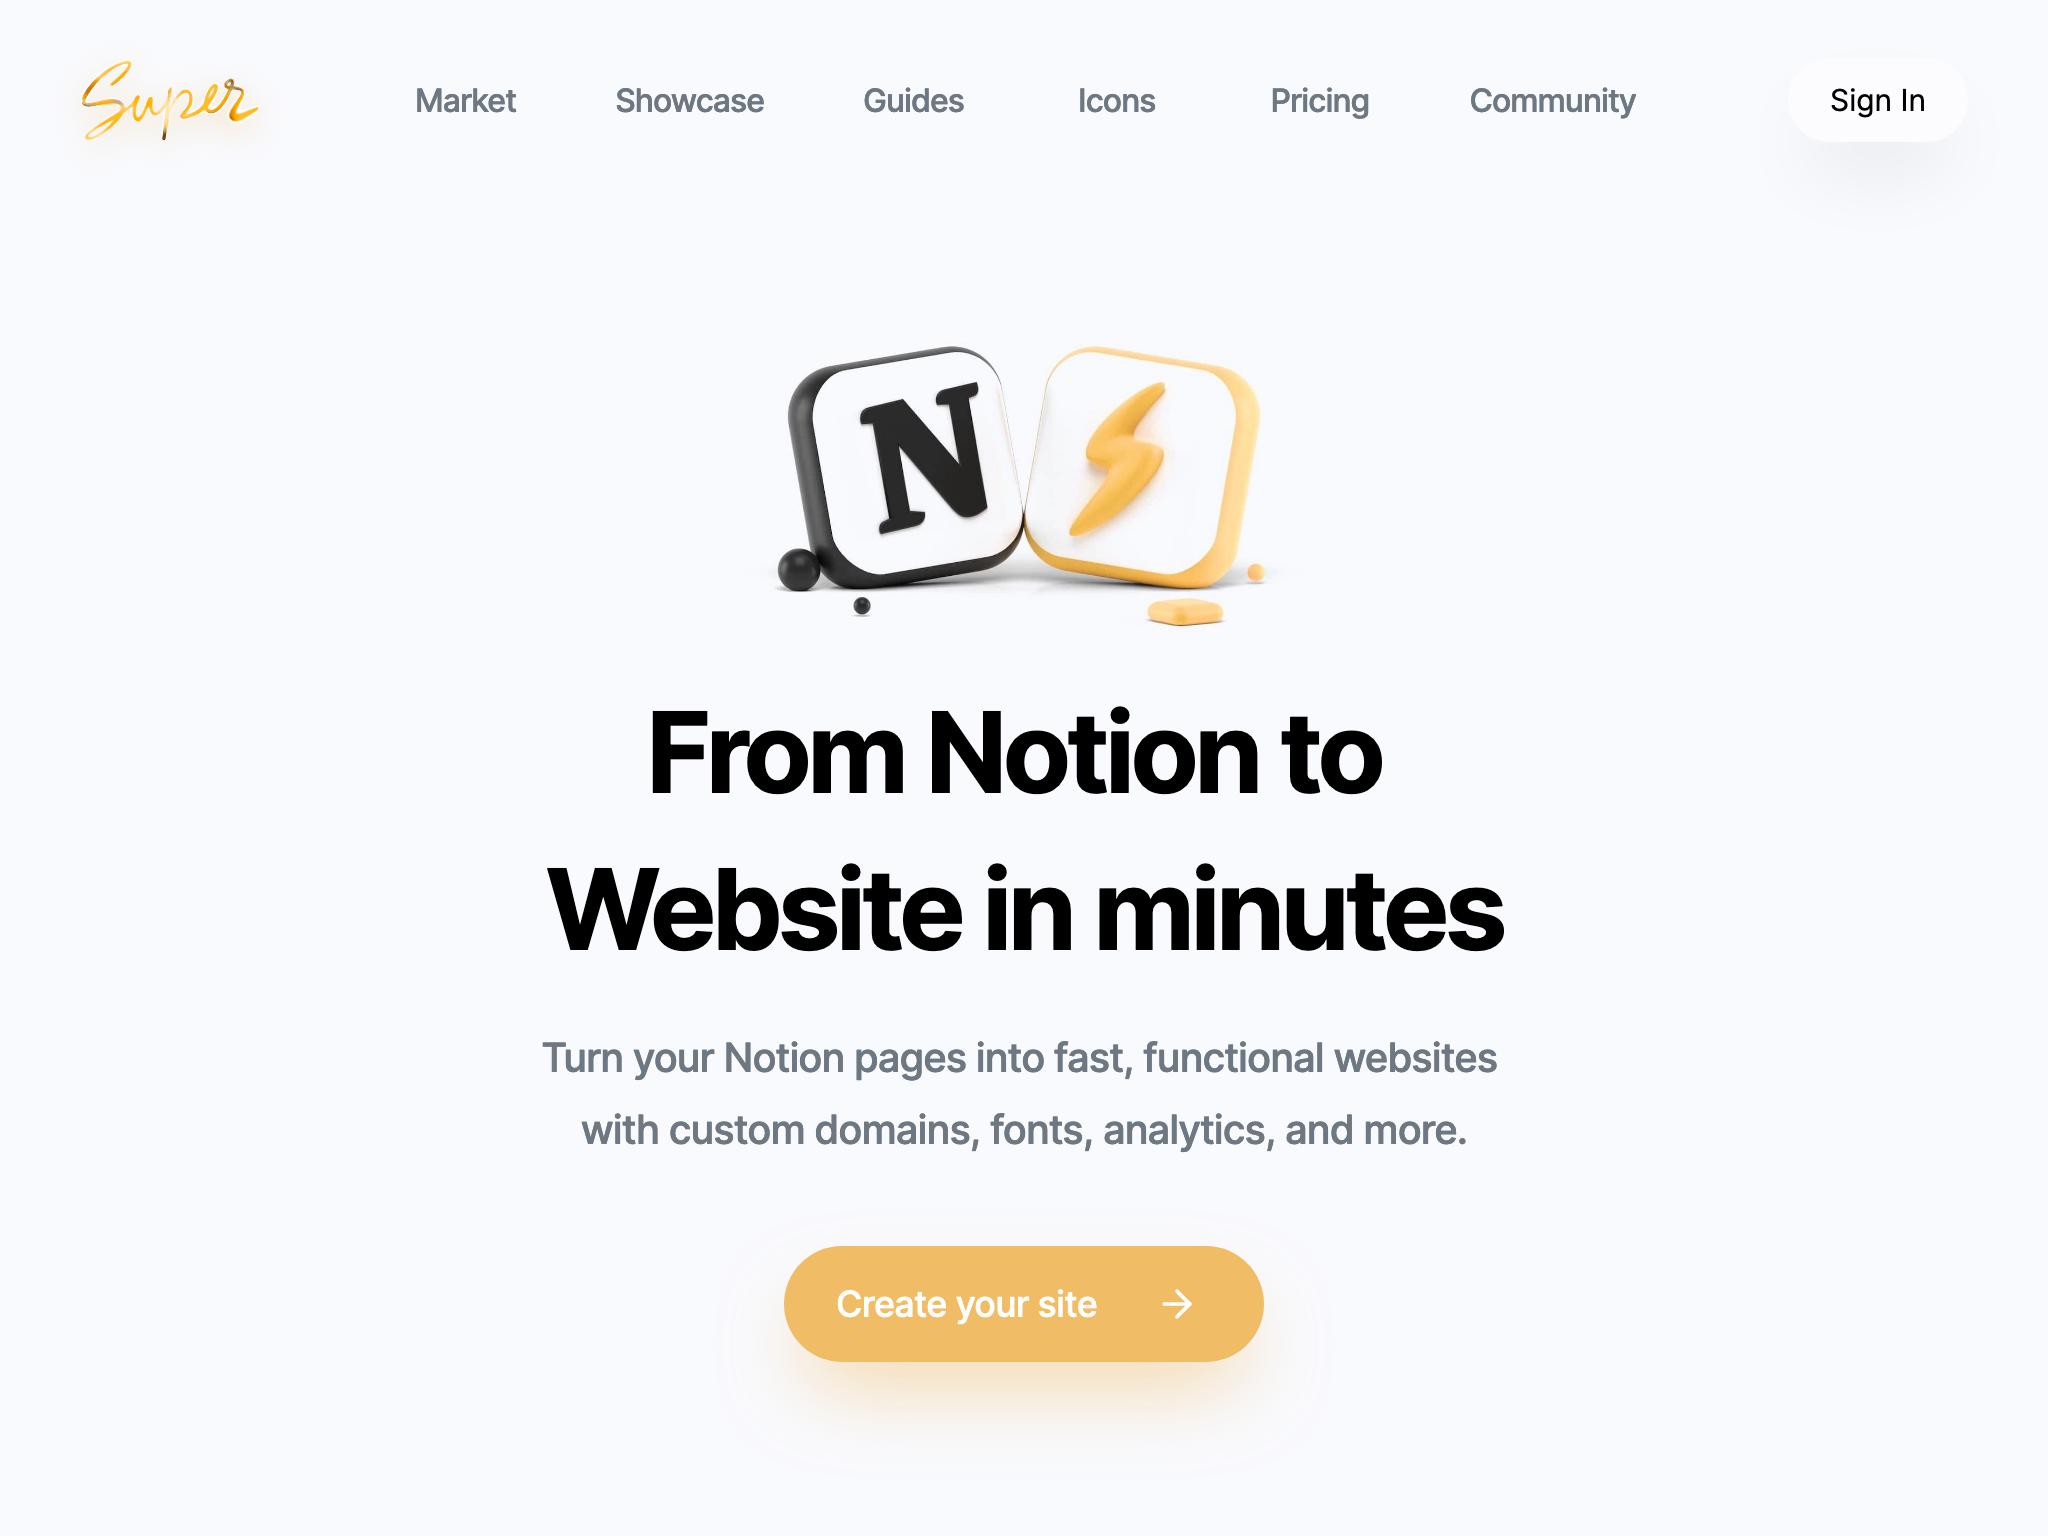 Super
Market
Showcase
Guides
Icons
Pricing
Community
Sign In
N
From Notion to
Website in minutes
Turn your Notion pages into fast, functional websites
with custom domains, fonts, analytics, and more.
Create your site